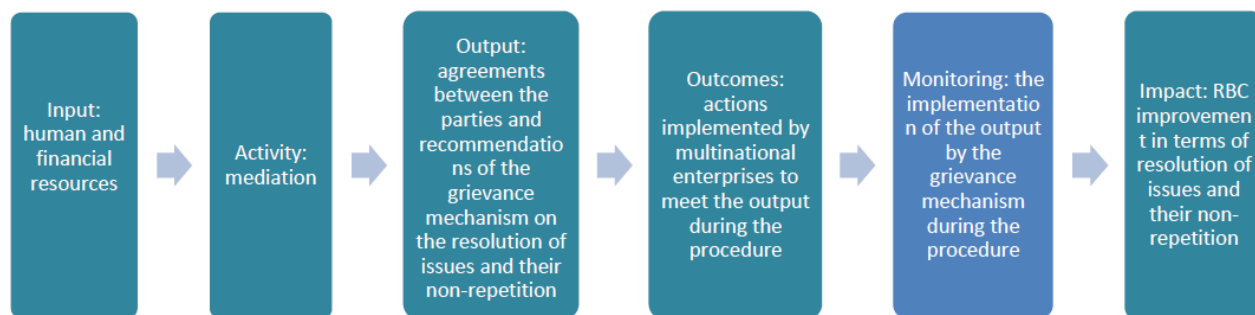 Input:
human and
financial
resources
Activity:
mediation
Output:
agreements
between the
parties and
recommendatio
ns of the
grievance
mechanism on
the resolution of
issues and their
non-repetition
Outcomes:
actions
implemented by
multinational
enterprises to
meet the output
during the
procedure
Monitoring: the
implementatio
n of the output
by the
grievance
mechanism
during the
procedure
Impact: RBC
improvemen
t in terms of
resolution of
issues and
their non-
repetition